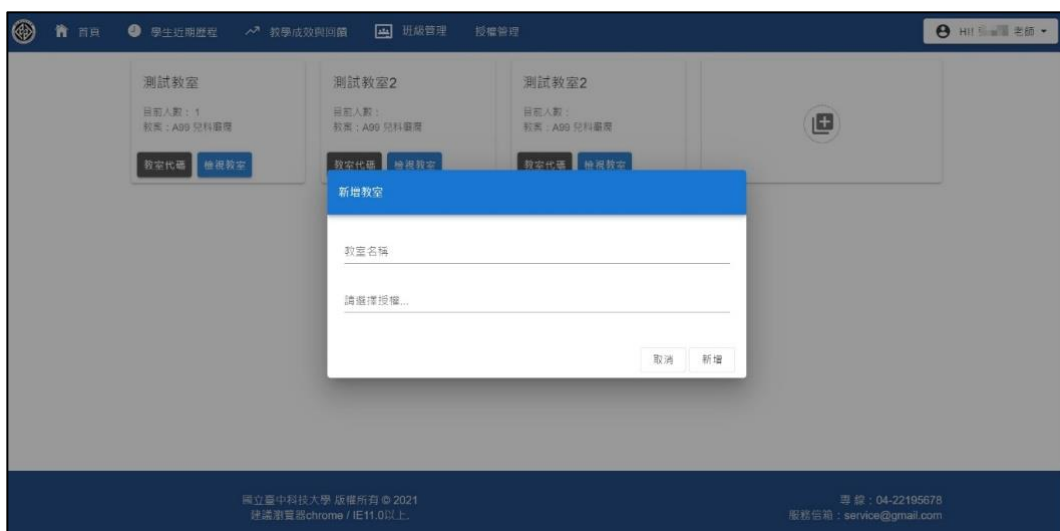 首頁
學生近期歷程
教學成效與回饋
班級管理
授權管理
HI! 老師
測試教室
目前人數：1
教案：A99 兒科靈魔
教室代碼 檢視教室
測試教室2
目前人數：
教案：A99 兒科靈魔
教室代碼 檢視教室
測試教室2
目前人數：
教案：A99 兒科靈魔
教室代碼 檢視教室
新增教室
教室名稱
請選擇授權...
取消 新增
國立臺中科技大學 版權所有 © 2021
建議瀏覽器chrome / IE11.0以上.
專線：04-22195678
服務信箱：service@gmail.com